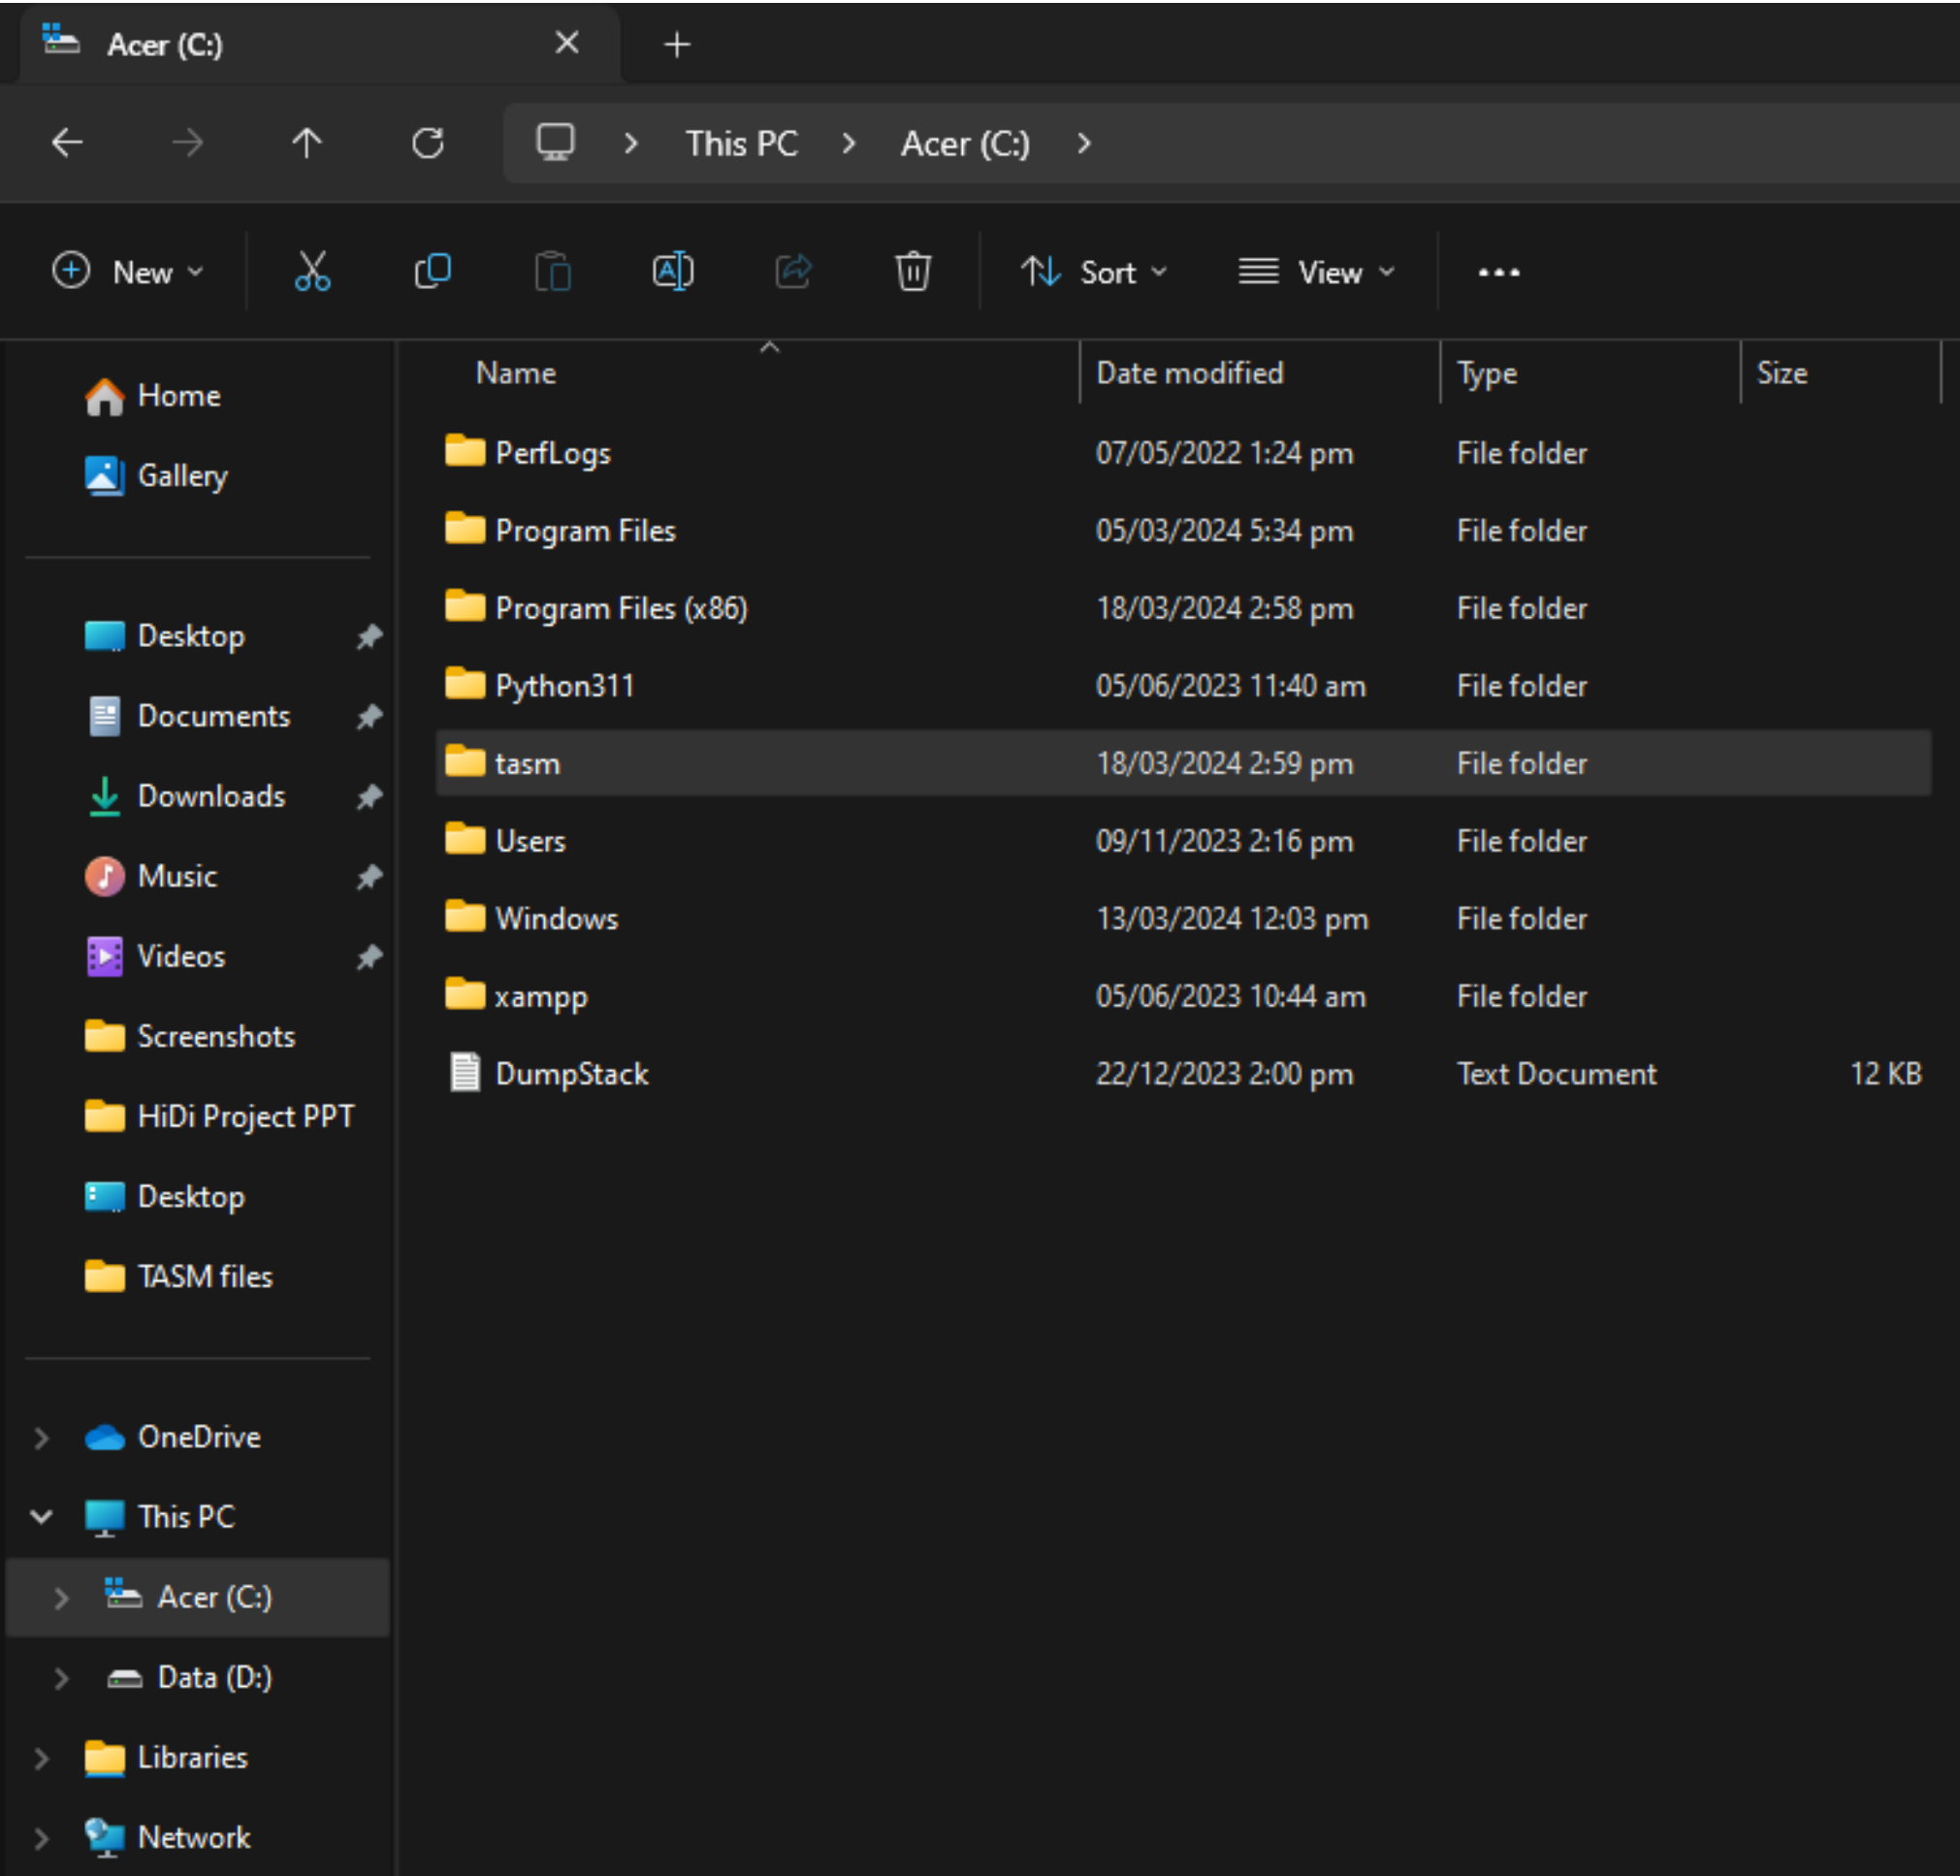 Acer (C:)
This PC > Acer (C:) >
New
Sort
View
Home
Gallery
Desktop
Documents
Downloads
Music
Videos
Screenshots
HiDi Project PPT
Desktop
TASM files
OneDrive
This PC
Acer (C:)
Data (D:)
Libraries
Network
Name Date modified Type Size
PerfLogs 07/05/2022 1:24 pm File folder
Program Files 05/03/2024 5:34 pm File folder
Program Files (x86) 18/03/2024 2:58 pm File folder
Python311 05/06/2023 11:40 am File folder
tasm 18/03/2024 2:59 pm File folder
Users 09/11/2023 2:16 pm File folder
Windows 13/03/2024 12:03 pm File folder
xampp 05/06/2023 10:44 am File folder
DumpStack 22/12/2023 2:00 pm Text Document 12 KB